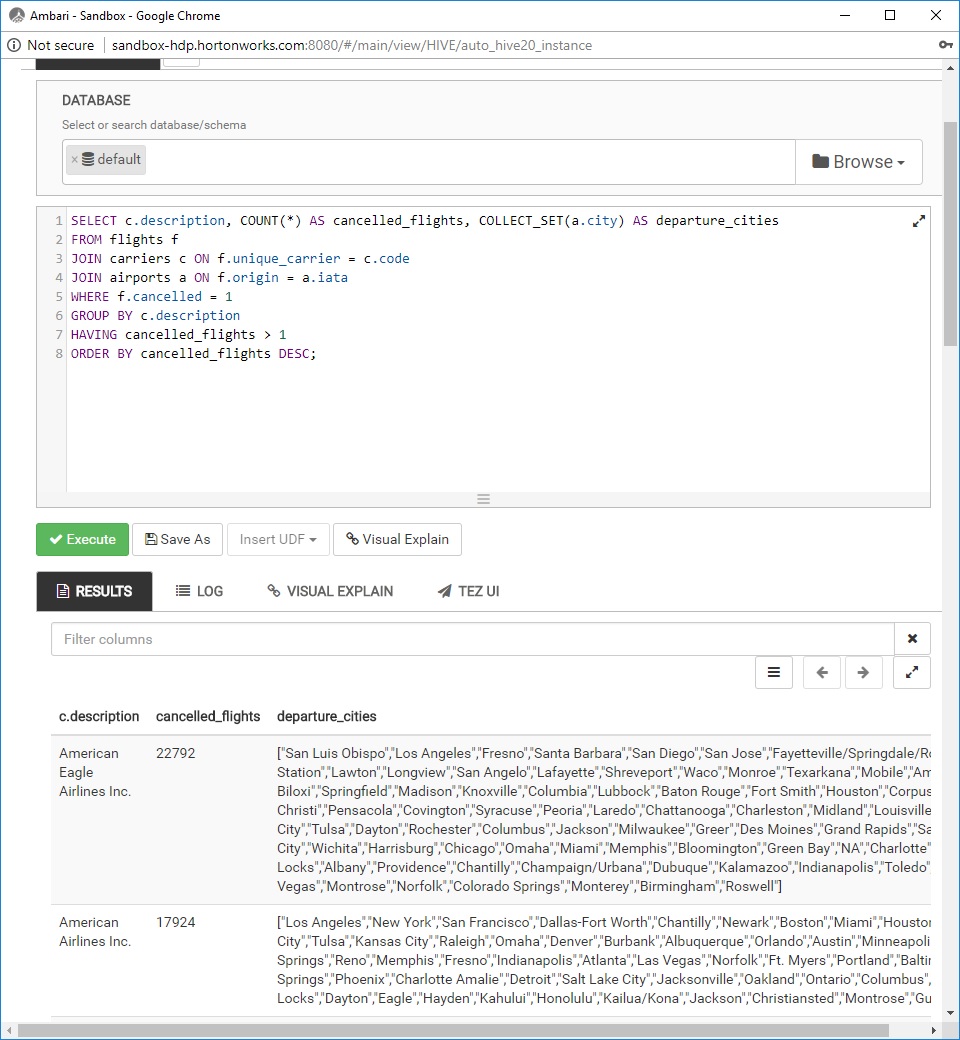 Ambari - Sandbox - Google Chrome
Not secure | sandbox-hdp.hortonworks.com:8080/#/main/view/HIVE/auto_hive20_instance
DATABASE
Select or search database/schema
× default
Browse
1 SELECT c.description, COUNT(*) AS cancelled_flights, COLLECT_SET(a.city) AS departure_cities
2 FROM flights f
3 JOIN carriers c ON f.unique_carrier = c.code
4 JOIN airports a ON f.origin = a.iata
5 WHERE f.cancelled = 1
6 GROUP BY c.description
7 HAVING cancelled_flights > 1
8 ORDER BY cancelled_flights DESC;
Execute Save As Insert UDF Visual Explain
RESULTS LOG VISUAL EXPLAIN TEZ UI
Filter columns
c.description cancelled_flights departure_cities
American 22792 ["San Luis Obispo","Los Angeles","Fresno","Santa Barbara","San Diego","San Jose","Fayetteville/Springdale/Ro
Eagle Station","Lawton","Longview","San Angelo","Lafayette","Shreveport","Waco","Monroe","Texarkana","Mobile","Am
Airlines Inc. Biloxi","Springfield","Madison","Knoxville","Columbia","Lubbock","Baton Rouge","Fort Smith","Houston","Corpus
Christi","Pensacola","Covington","Syracuse","Peoria","Laredo","Chattanooga","Charleston","Midland","Louisville
City","Tulsa","Dayton","Rochester","Columbus","Jackson","Milwaukee","Greer","Des Moines","Grand Rapids","Sa
City","Wichita","Harrisburg","Chicago","Omaha","Miami","Memphis","Bloomington","Green Bay","NA","Charlotte"
Locks","Albany","Providence","Chantilly","Champaign/Urbana","Dubuque","Kalamazoo","Indianapolis","Toledo"
Vegas","Montrose","Norfolk","Colorado Springs","Monterey","Birmingham","Roswell"]
American 17924 ["Los Angeles","New York","San Francisco","Dallas-Fort Worth","Chantilly","Newark","Boston","Miami","Houston
Airlines Inc. City","Tulsa","Kansas City","Raleigh","Omaha","Denver","Burbank","Albuquerque","Orlando","Austin","Minneapoli
Springs","Reno","Memphis","Fresno","Indianapolis","Atlanta","Las Vegas","Norfolk","Ft. Myers","Portland","Baltin
Springs","Phoenix","Charlotte Amalie","Detroit","Salt Lake City","Jacksonville","Oakland","Ontario","Columbus",
Locks","Dayton","Eagle","Hayden","Kahului","Honolulu","Kailua/Kona","Jackson","Christiansted","Montrose","Gu